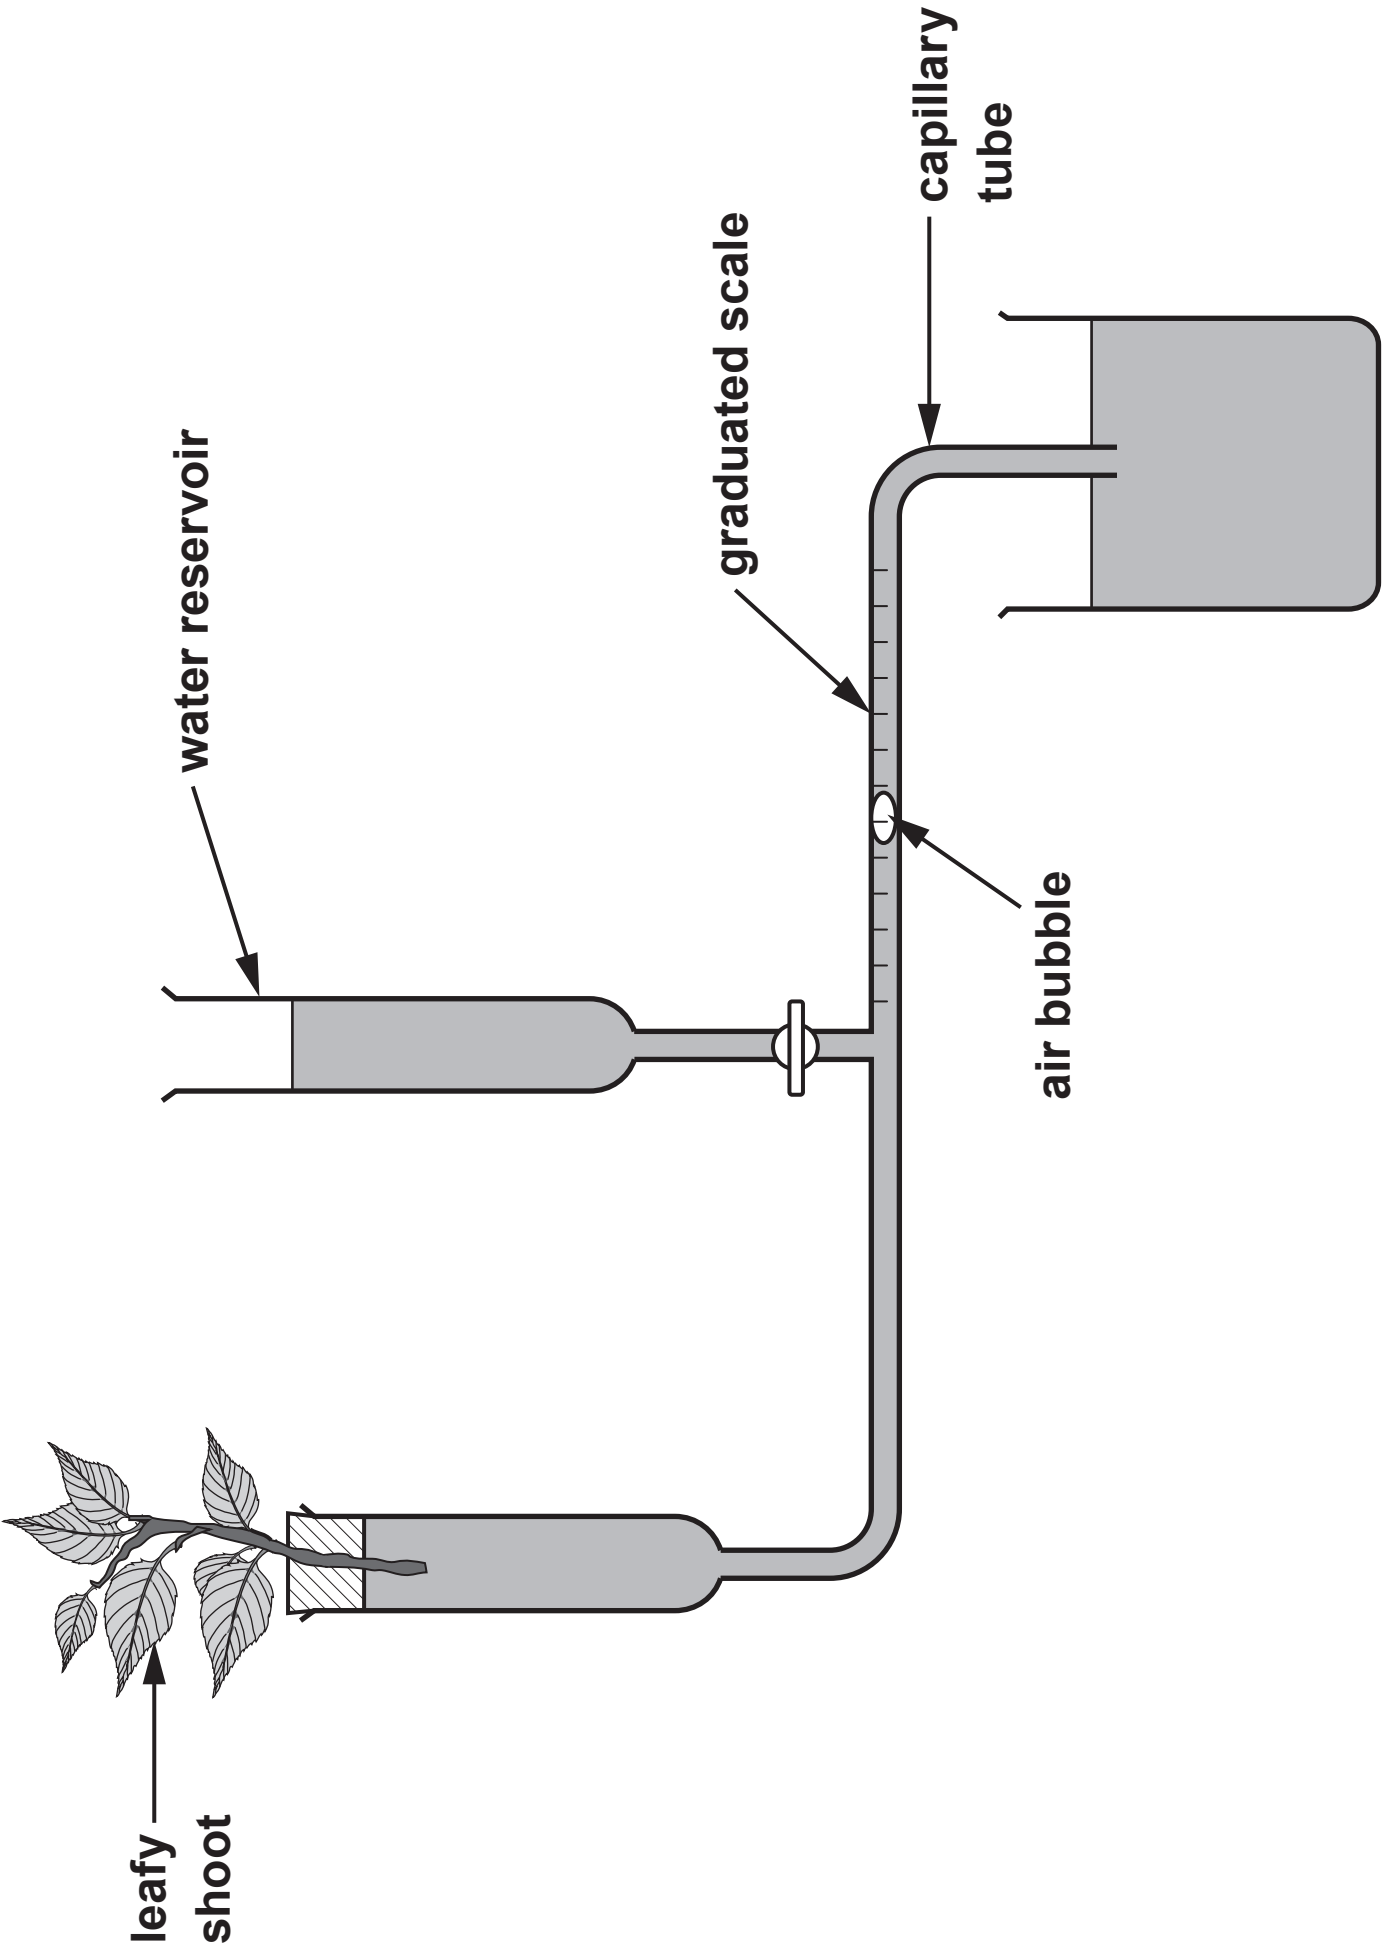 leafy
shoot
water reservoir
graduated scale
capillary
tube
air bubble